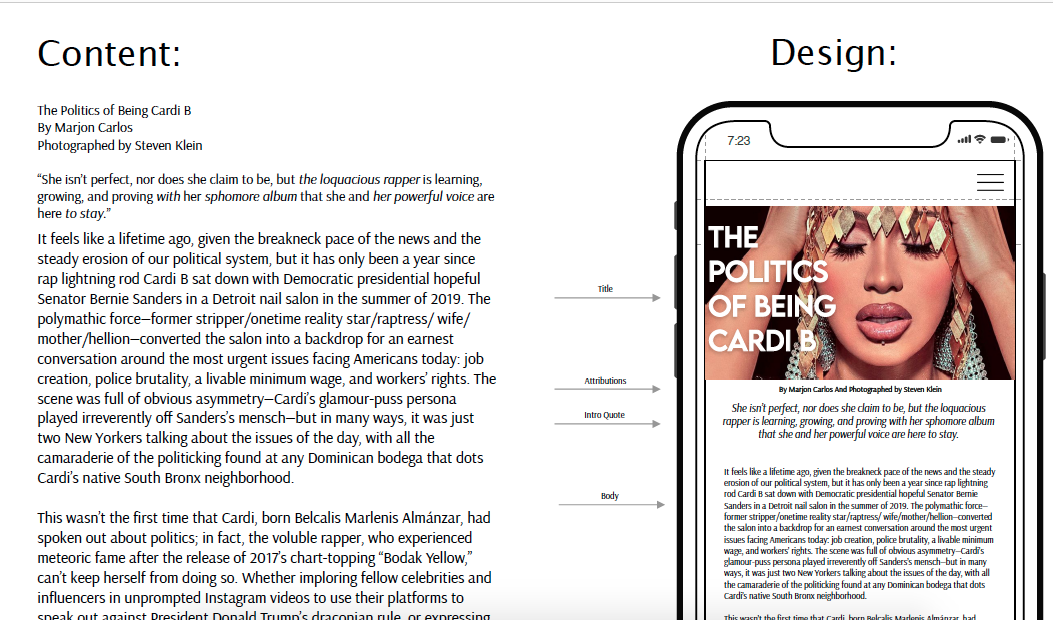 Content:
The Politics of Being Cardi B
By Marjon Carlos
Photographed by Steven Klein
“She isn’t perfect, nor does she claim to be, but the loquacious rapper is learning,
growing, and proving with her sphomore album that she and her powerful voice are
here to stay.”
It feels like a lifetime ago, given the breakneck pace of the news and the
steady erosion of our political system, but it has only been a year since
rap lightning rod Cardi B sat down with Democratic presidential hopeful
Senator Bernie Sanders in a Detroit nail salon in the summer of 2019. The
polymathic force—former stripper/onetime reality star/raptress/ wife/
mother/hellion—converted the salon into a backdrop for an earnest
conversation around the most urgent issues facing Americans today: job
creation, police brutality, a livable minimum wage, and workers’ rights. The
scene was full of obvious asymmetry—Cardi’s glamour-puss persona
played irreverently off Sanders’s mensch—but in many ways, it was just
two New Yorkers talking about the issues of the day, with all the
camaraderie of the politicking found at any Dominican bodega that dots
Cardi’s native South Bronx neighborhood.
This wasn’t the first time that Cardi, born Belcalis Marlenis Almánzar, had
spoken out about politics; in fact, the voluble rapper, who experienced
meteoric fame after the release of 2017’s chart-topping “Bodak Yellow,”
can’t keep herself from doing so. Whether imploring fellow celebrities and
influencers in unprompted Instagram videos to use their platforms to
speak out against President Donald Trump’s draconian rule, or expressing
Title
Attributions
Intro Quote
Body
Design:
7:23
THE
POLITICS
OF BEING
CARDI B
By Marjon Carlos And Photographed by Steven Klein
She isn’t perfect, nor does she claim to be, but the loquacious
rapper is learning, growing, and proving with her sphomore album
that she and her powerful voice are here to stay.
It feels like a lifetime ago, given the breakneck pace of the news and the steady
erosion of our political system, but it has only been a year since rap lightning
rod Cardi B sat down with Democratic presidential hopeful Senator Bernie
Sanders in a Detroit nail salon in the summer of 2019. The polymathic force—
former stripper/onetime reality star/raptress/ wife/mother/hellion—converted
the salon into a backdrop for an earnest conversation around the most urgent
issues facing Americans today: job creation, police brutality, a livable minimum
wage, and workers’ rights. The scene was full of obvious asymmetry—Cardi’s
glamour-puss persona played irreverently off Sanders’s mensch—but in many
ways, it was just two New Yorkers talking about the issues of the day, with all
the camaraderie of the politicking found at any Dominican bodega that dots
Cardi’s native South Bronx neighborhood.
This wasn’t the first time that Cardi, born Belcalis Marlenis Almánzar, had